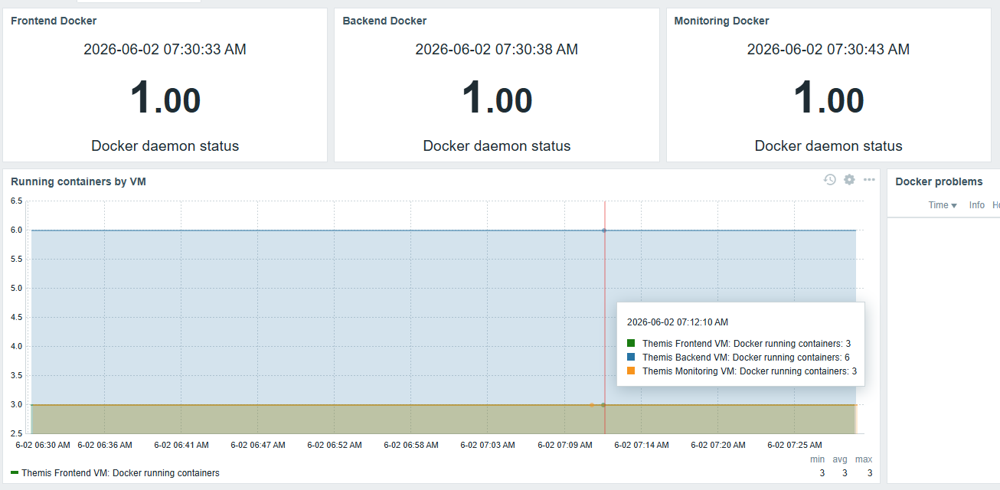 Frontend Docker
2026-06-02 07:30:33 AM
1.00
Docker daemon status
Backend Docker
2026-06-02 07:30:38 AM
1.00
Docker daemon status
Monitoring Docker
2026-06-02 07:30:43 AM
1.00
Docker daemon status
Running containers by VM
6.5
6.0
5.5
5.0
4.5
4.0
3.5
3.0
2.5
6-02 06:30 AM 6-02 06:36 AM 6-02 06:41 AM 6-02 06:47 AM 6-02 06:52 AM 6-02 06:58 AM 6-02 07:03 AM 6-02 07:09 AM 6-02 07:14 AM 6-02 07:20 AM 6-02 07:25 AM
2026-06-02 07:12:10 AM
Themis Frontend VM: Docker running containers: 3
Themis Backend VM: Docker running containers: 6
Themis Monitoring VM: Docker running containers: 3
min avg max
Themis Frontend VM: Docker running containers 3 3 3
Docker problems
Time Info